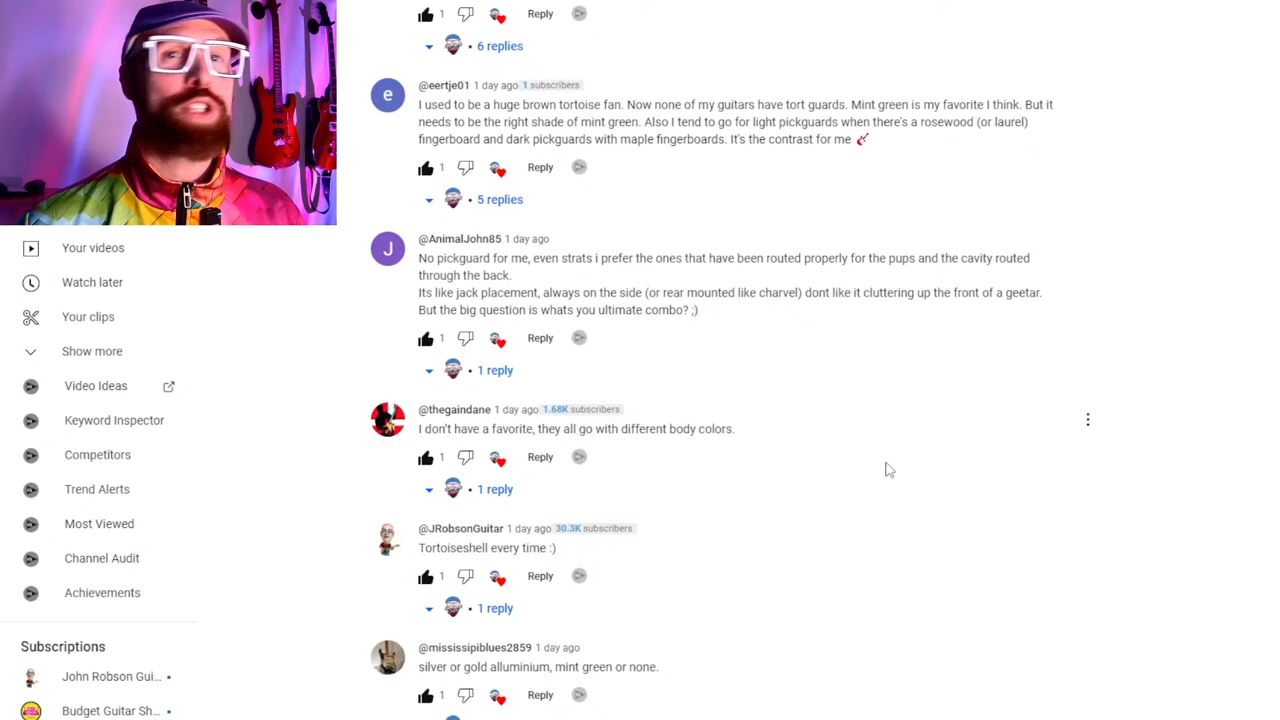 1 Reply
6 replies
@eertje01 1 day ago 1 subscribers
I used to be a huge brown tortoise fan. Now none of my guitars have tort guards. Mint green is my favorite I think. But it
needs to be the right shade of mint green. Also I tend to go for light pickguards when there's a rosewood (or laurel)
fingerboard and dark pickguards with maple fingerboards. It's the contrast for me
1 Reply
5 replies
@AnimalJohn85 1 day ago
No pickguard for me, even strats i prefer the ones that have been routed properly for the pups and the cavity routed
through the back.
Its like jack placement, always on the side (or rear mounted like charvel) dont like it cluttering up the front of a geetar.
But the big question is whats you ultimate combo? ;)
1 Reply
1 reply
@thegaindane 1 day ago 1.68K subscribers
I don't have a favorite, they all go with different body colors.
1 Reply
1 reply
@JRobsonGuitar 1 day ago 30.3K subscribers
Tortoiseshell every time :)
1 Reply
1 reply
@mississipiblues2859 1 day ago
silver or gold alluminium, mint green or none.
1 Reply
Your videos
Watch later
Your clips
Show more
Video Ideas
Keyword Inspector
Competitors
Trend Alerts
Most Viewed
Channel Audit
Achievements
Subscriptions
John Robson Gui...
Budget Guitar Sh...
e
J